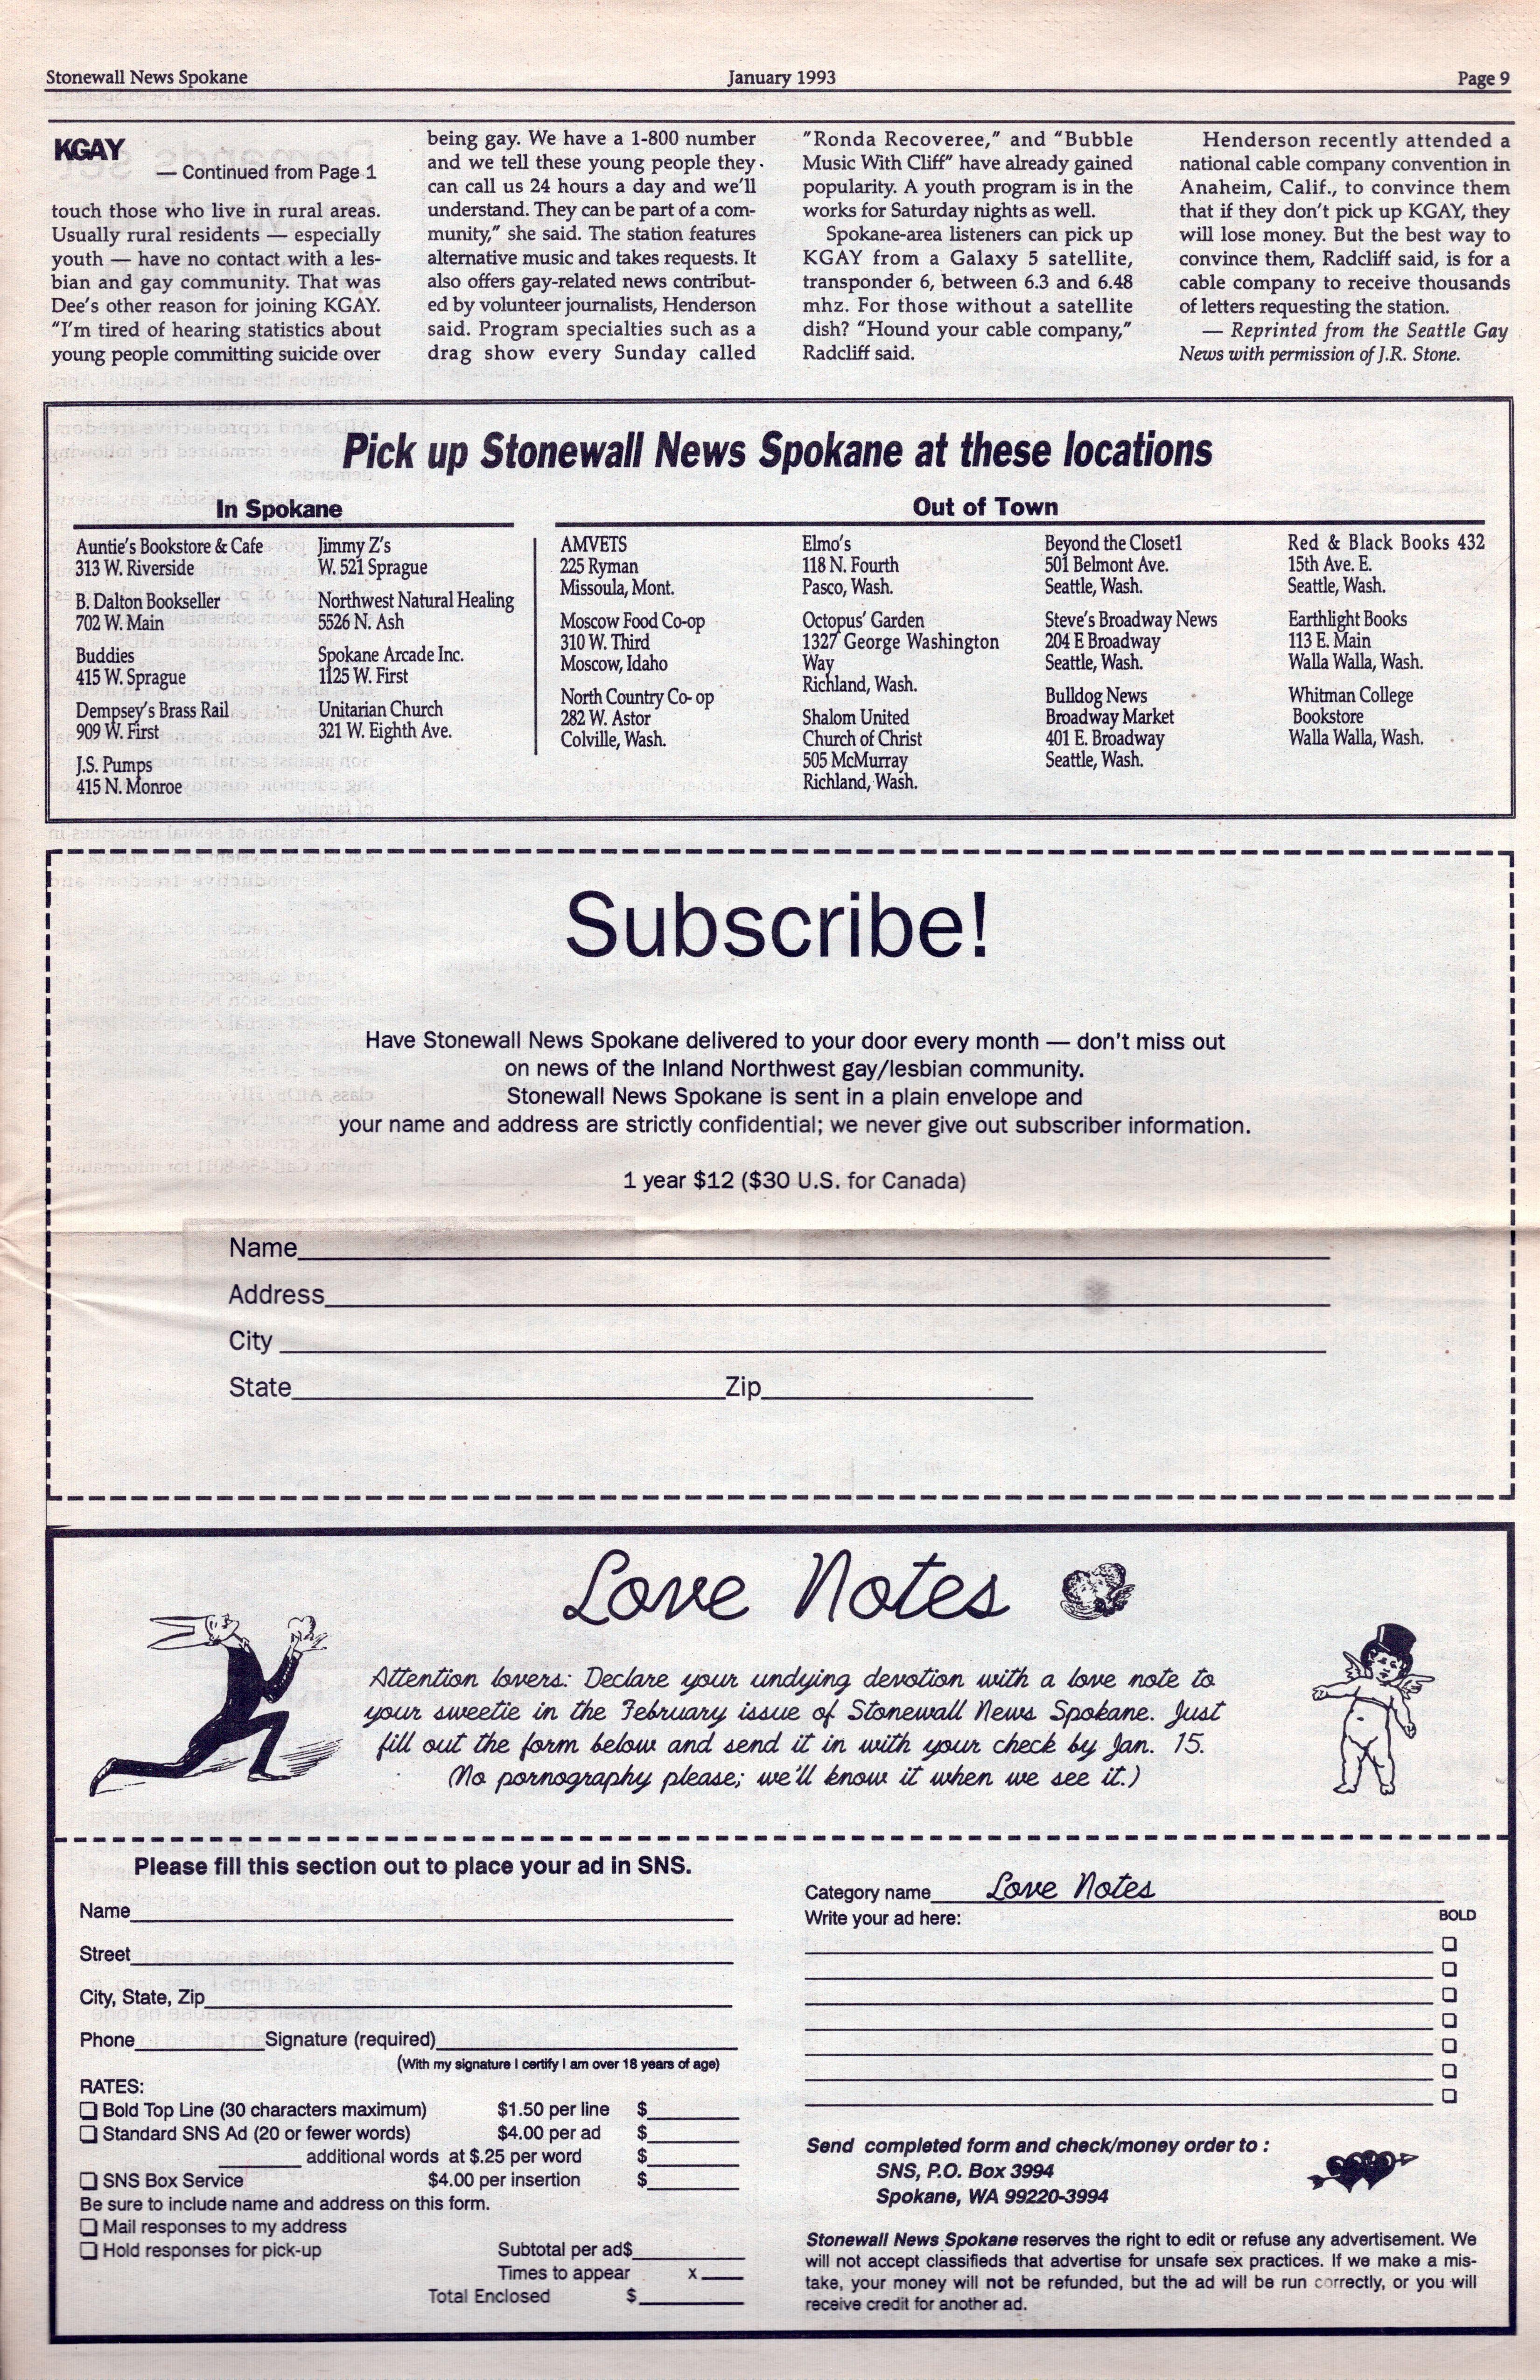 Stonewall News Spokane
January 1993
Page 9
KGAY
— Continued from Page 1
touch those who live in rural areas.
Usually rural residents — especially
youth — have no contact with a les-
bian and gay community. That was
Dee's other reason for joining KGAY.
"I'm tired of hearing statistics about
young people committing suicide over
being gay. We have a 1-800 number
and we tell these young people they
can call us 24 hours a day and we'll
understand. They can be part of a com-
munity," she said. The station features
alternative music and takes requests. It
also offers gay-related news contribut-
ed by volunteer journalists, Henderson
said. Program specialties such as a
drag show every Sunday called
"Ronda Recoveree," and "Bubble
Music With Cliff" have already gained
popularity. A youth program is in the
works for Saturday nights as well.
Spokane-area listeners can pick up
KGAY from a Galaxy 5 satellite,
transponder 6, between 6.3 and 6.48
mhz. For those without a satellite
dish? "Hound your cable company,"
Radcliff said.
Henderson recently attended a
national cable company convention in
Anaheim, Calif., to convince them
that if they don't pick up KGAY, they
will lose money. But the best way to
convince them, Radcliff said, is for a
cable company to receive thousands
of letters requesting the station.
— Reprinted from the Seattle Gay
News with permission of J.R. Stone.
Pick up Stonewall News Spokane at these locations
In Spokane
Auntie's Bookstore & Cafe
313 W. Riverside
B. Dalton Bookseller
702 W. Main
Buddies
415 W. Sprague
Dempsey's Brass Rail
909 W. First
J.S. Pumps
415 N. Monroe
Jimmy Z's
W. 521 Sprague
Northwest Natural Healing
5526 N. Ash
Spokane Arcade Inc.
1125 W. First
Unitarian Church
321 W. Eighth Ave.
Out of Town
AMVETS
225 Ryman
Missoula, Mont.
Moscow Food Co-op
310 W. Third
Moscow, Idaho
North Country Co- op
282 W. Astor
Colville, Wash.
Elmo's
118 N. Fourth
Pasco, Wash.
Octopus' Garden
1327 George Washington
Way
Richland, Wash.
Shalom United
Church of Christ
505 McMurray
Richland, Wash.
Beyond the Closet1
501 Belmont Ave.
Seattle, Wash.
Steve's Broadway News
204 E Broadway
Seattle, Wash.
Bulldog News
Broadway Market
401 E. Broadway
Seattle, Wash.
Red & Black Books 432
15th Ave. E.
Seattle, Wash.
Earthlight Books
113 E. Main
Walla Walla, Wash.
Whitman College
Bookstore
Walla Walla, Wash.
Subscribe!
Have Stonewall News Spokane delivered to your door every month — don't miss out
on news of the Inland Northwest gay/lesbian community.
Stonewall News Spokane is sent in a plain envelope and
your name and address are strictly confidential; we never give out subscriber information.
1 year $12 ($30 U.S. for Canada)
Name
Address
City
State Zip
Love Notes
Attention lovers: Declare your undying devotion with a love note to
your sweetie in the February issue of Stonewall News Spokane. Just
fill out the form below and send it in with your check by Jan. 15.
(No pornography please; we'll know it when we see it.)
Please fill this section out to place your ad in SNS.
Name
Street
City, State, Zip
Phone Signature (required)
(With my signature I certify I am over 18 years of age)
RATES:
Bold Top Line (30 characters maximum) $1.50 per line $
Standard SNS Ad (20 or fewer words) $4.00 per ad $
additional words at $.25 per word $
SNS Box Service $4.00 per insertion $
Be sure to include name and address on this form.
Mail responses to my address
Hold responses for pick-up
Subtotal per ad$
Times to appear x
Total Enclosed $
Category name Love Notes
Write your ad here: BOLD
Send completed form and check/money order to :
SNS, P.O. Box 3994
Spokane, WA 99220-3994
Stonewall News Spokane reserves the right to edit or refuse any advertisement. We
will not accept classifieds that advertise for unsafe sex practices. If we make a mis-
take, your money will not be refunded, but the ad will be run correctly, or you will
receive credit for another ad.